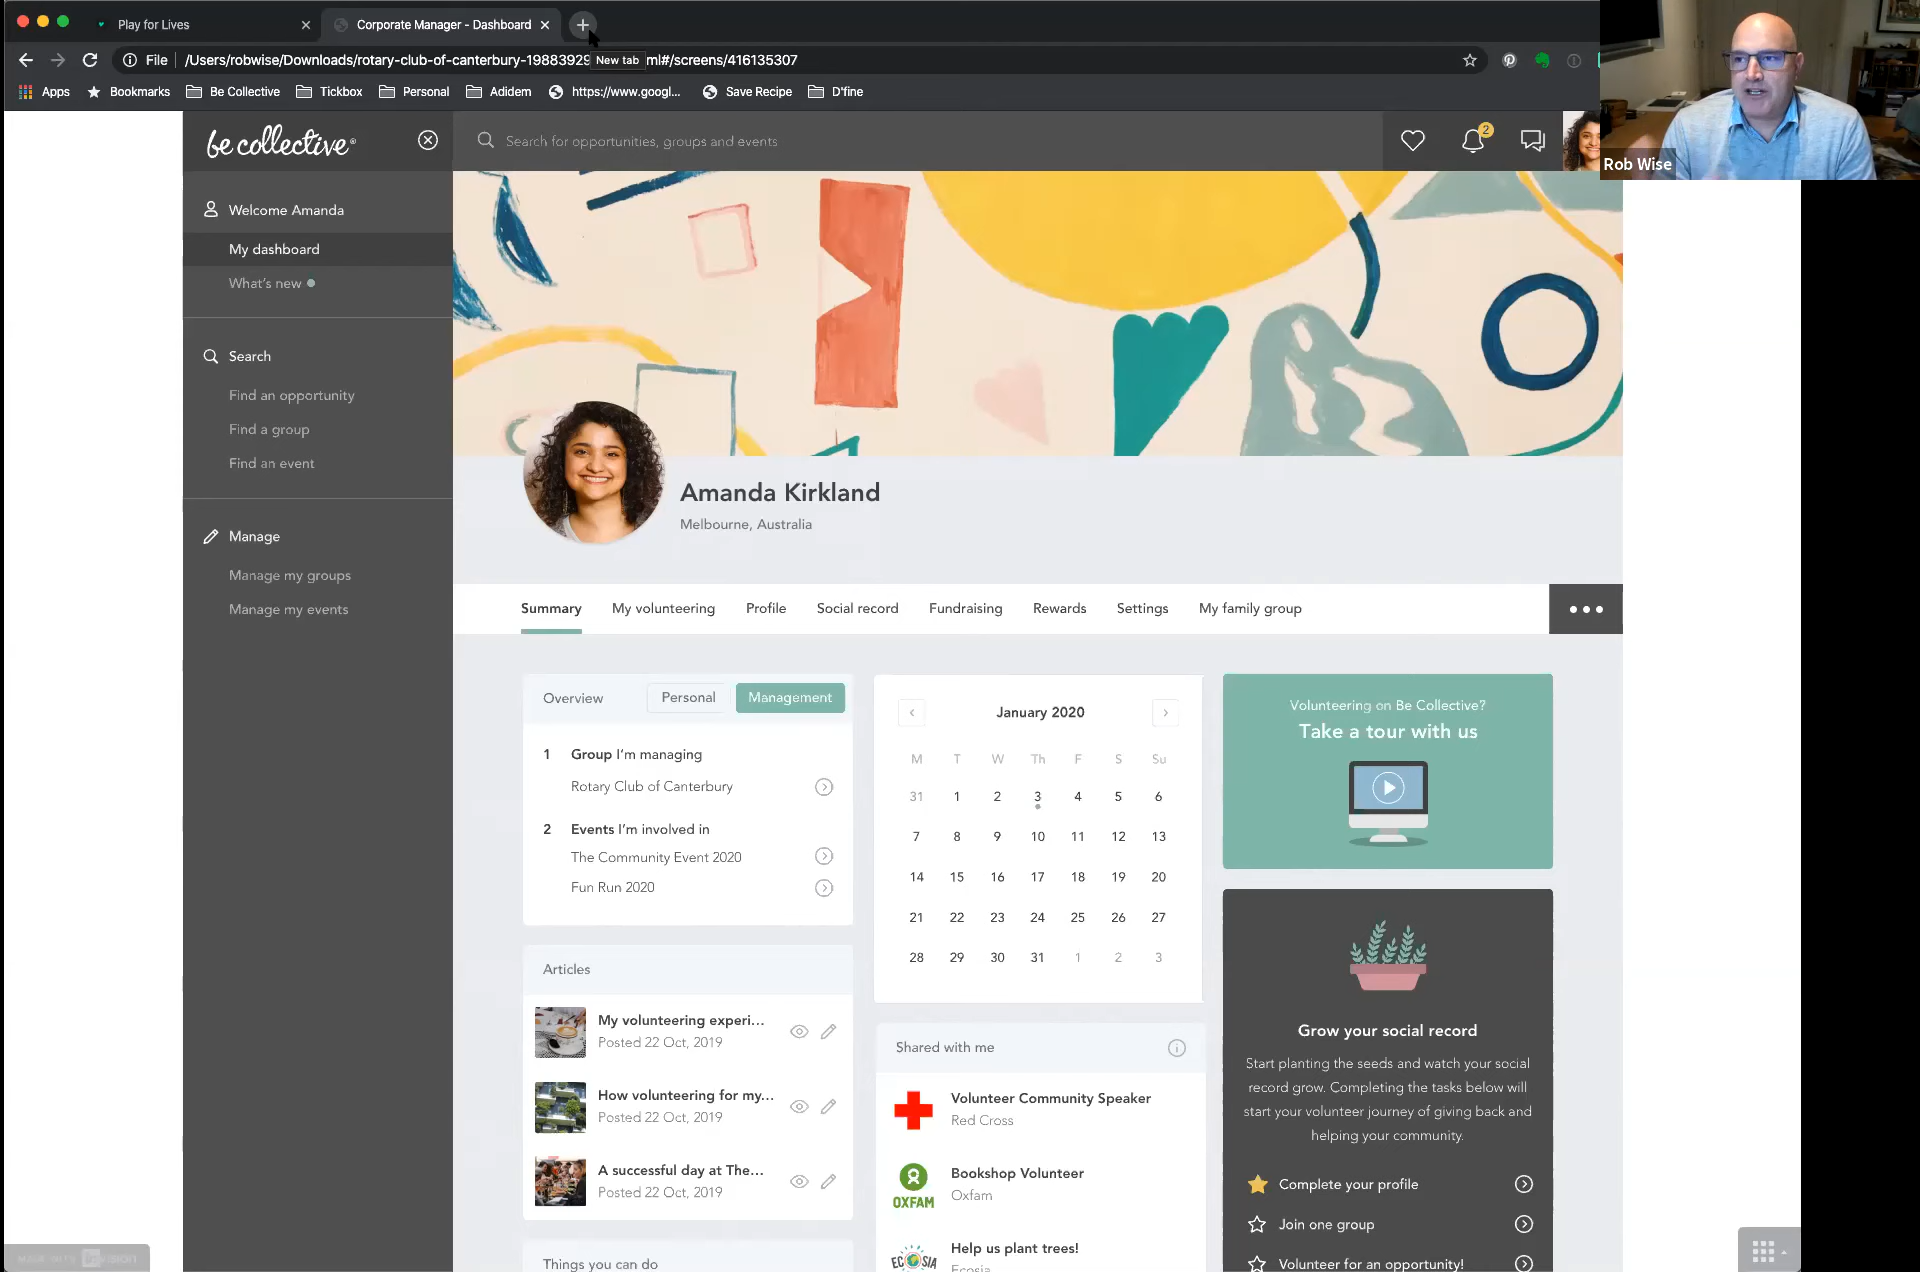 Play for Lives
Corporate Manager - Dashboard
File
/Users/robwise/Downloads/rotary-club-of-canterbury-19883929
New tab
ml#/screens/416135307
Apps
Bookmarks
Be Collective
Tickbox
Personal
Adidem
https://www.googl...
Save Recipe
D'fine
be collective
Search for opportunities, groups and events
2
Rob Wise
Welcome Amanda
My dashboard
What's new
Search
Find an opportunity
Find a group
Find an event
Manage
Manage my groups
Manage my events
Amanda Kirkland
Melbourne, Australia
Summary
My volunteering
Profile
Social record
Fundraising
Rewards
Settings
My family group
Overview
Personal
Management
1 Group I'm managing
Rotary Club of Canterbury
2 Events I'm involved in
The Community Event 2020
Fun Run 2020
Articles
My volunteering experi...
Posted 22 Oct, 2019
How volunteering for my...
Posted 22 Oct, 2019
A successful day at The...
Posted 22 Oct, 2019
Things you can do
January 2020
M T W Th F S Su
31 1 2 3 4 5 6
7 8 9 10 11 12 13
14 15 16 17 18 19 20
21 22 23 24 25 26 27
28 29 30 31 1 2 3
Shared with me
Volunteer Community Speaker
Red Cross
OXFAM
Bookshop Volunteer
Oxfam
ECOSIA
Help us plant trees!
Ecosia
Volunteering on Be Collective?
Take a tour with us
Grow your social record
Start planting the seeds and watch your social
record grow. Completing the tasks below will
start your volunteer journey of giving back and
helping your community.
Complete your profile
Join one group
Volunteer for an opportunity!